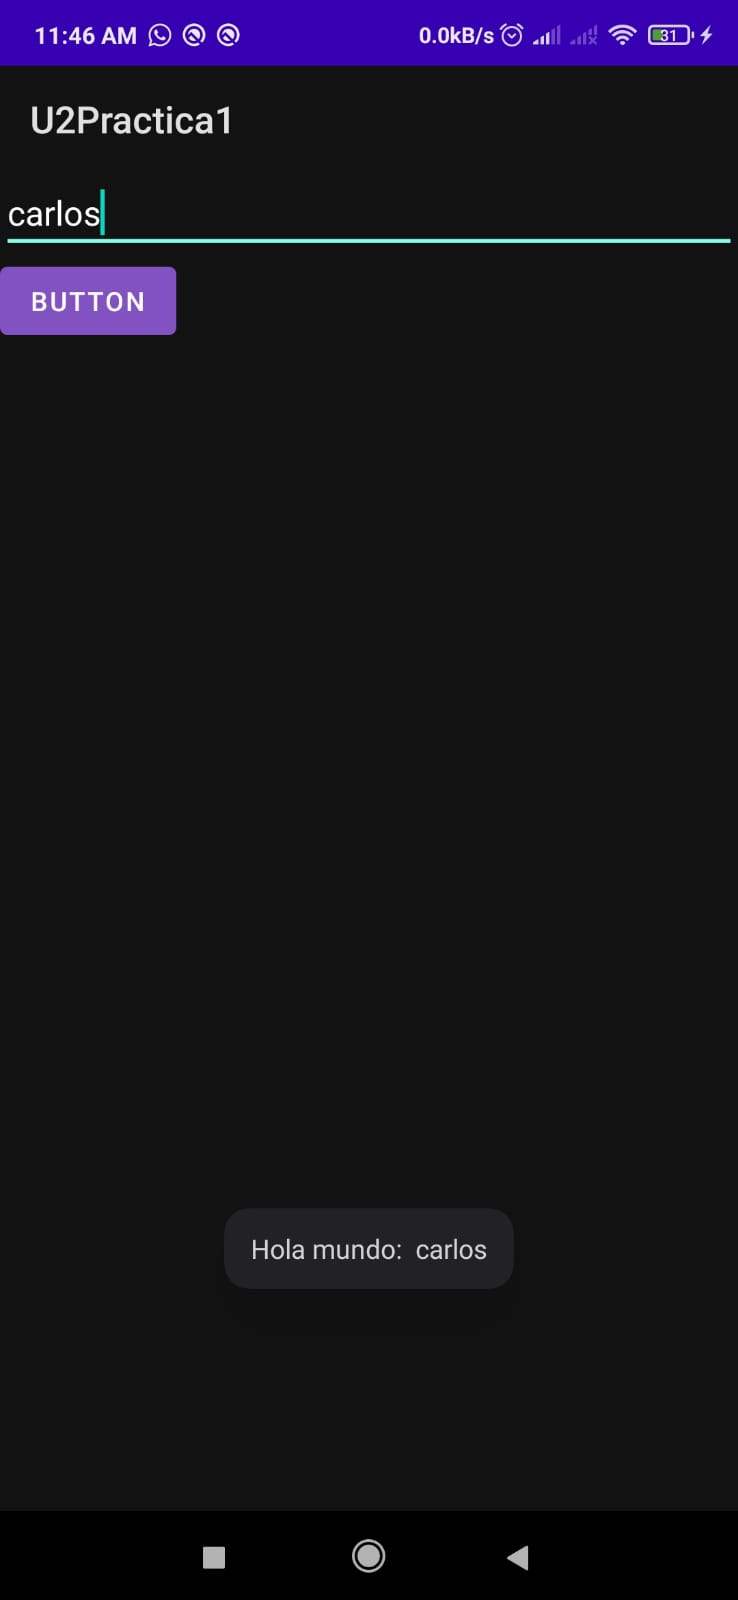 11:46 AM 0.0kB/s 31
U2Practica1
carlos
BUTTON
Hola mundo:  carlos